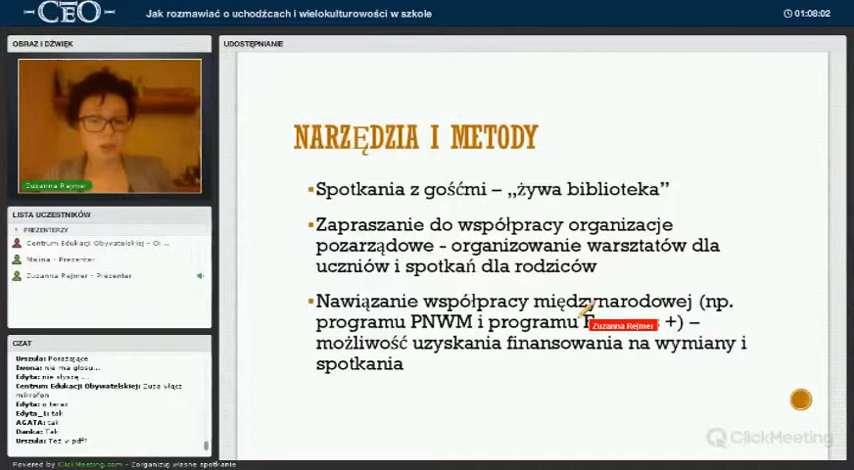 CEO
Jak rozmawiać o uchodźcach i wielokulturowości w szkole
01:08:02
OBRAZ I DŹWIĘK
Zuzanna Rejmer
LISTA UCZESTNIKÓW
PREZENTERZY
Centrum Edukacji Obywatelskiej - Ol ...
Malina - Prezenter
Zuzanna Rejmer - Prezentar
CZAT
Urszula: Porażające
Iwona: nie ma głosu...
Edyta: nie słyszę ...
Centrum Edukacji Obywatelskiej: Zuza włącz
mikrofon
Edyta: o teraz
Edyta_I: tak
AGATA: tak
Danka: Tak
Urszula: Też w pdf?
UDOSTĘPNIANIE
NARZĘDZIA I METODY
▪Spotkania z gośćmi – „żywa biblioteka”
▪Zapraszanie do współpracy organizacje
pozarządowe - organizowanie warsztatów dla
uczniów i spotkań dla rodziców
▪Nawiązanie współpracy międzynarodowej (np.
programu PNWM i programu +) –
Zuzanna Rejmer
możliwość uzyskania finansowania na wymiany i
spotkania
ClickMeeting
Powered by ClickMeeting.com - Zorganizuj własne spotkanie